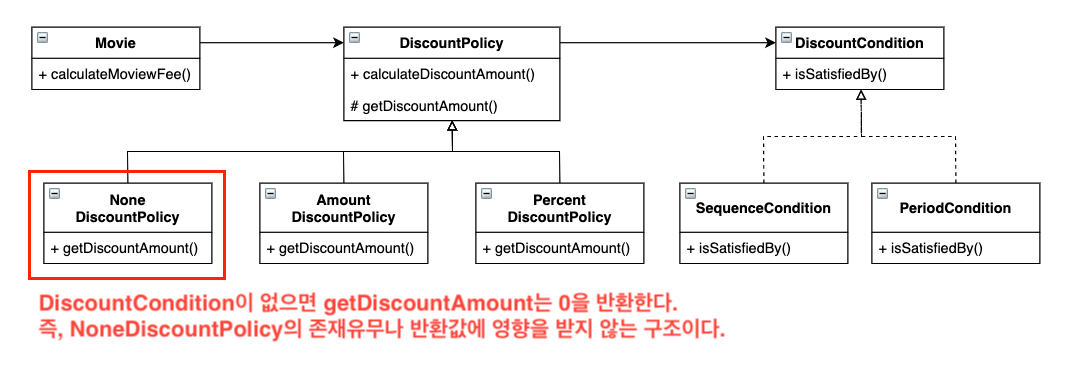 Movie
+ calculateMoviewFee()
DiscountPolicy
+ calculateDiscountAmount()
# getDiscountAmount()
DiscountCondition
+ isSatisfiedBy()
None
DiscountPolicy
+ getDiscountAmount()
Amount
DiscountPolicy
+ getDiscountAmount()
Percent
DiscountPolicy
+ getDiscountAmount()
SequenceCondition
+ isSatisfiedBy()
PeriodCondition
+ isSatisfiedBy()
DiscountCondition이 없으면 getDiscountAmount는 0을 반환한다.
즉, NoneDiscountPolicy의 존재유무나 반환값에 영향을 받지 않는 구조이다.